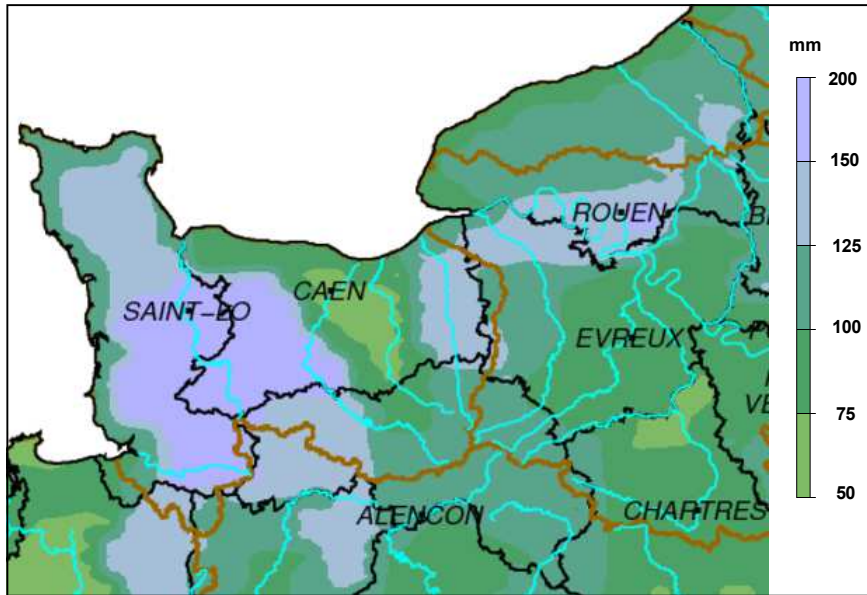 mm
200
150
125
100
75
50
ROUEN
CAEN
SAINT-LO
EVREUX
ALENCON
CHARTRES